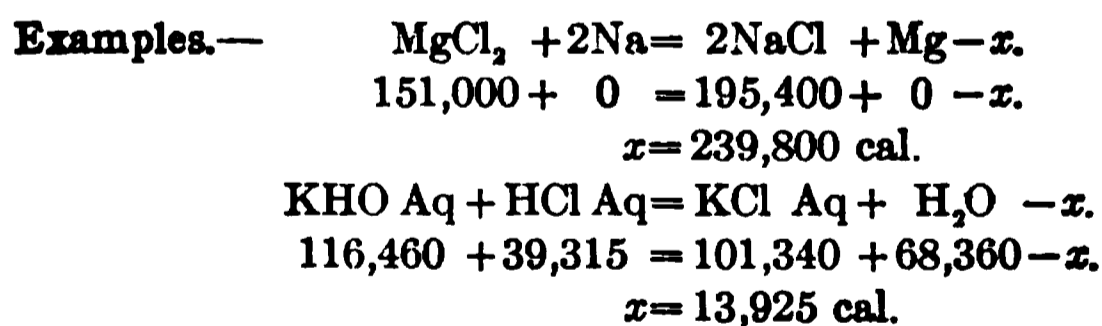 Examples.— MgCl₂ +2Na= 2NaCl +Mg−x.
151,000+ 0 =195,400+ 0 −x.
x=239,800 cal.
KHO Aq+HCl Aq=KCl Aq+ H₂O −x.
116,460 +39,315 =101,340 +68,360−x.
x=13,925 cal.